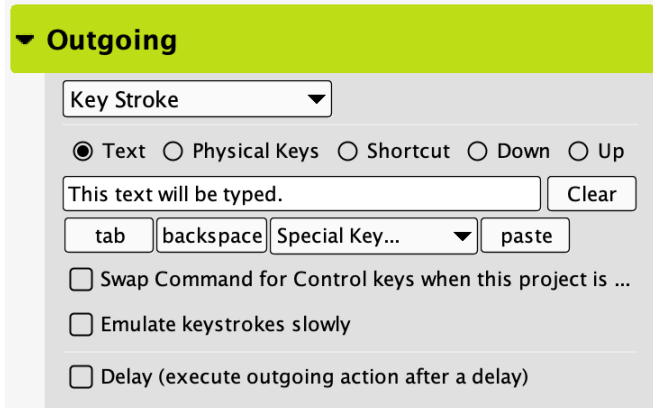 Outgoing
Key Stroke
Text Physical Keys Shortcut Down Up
This text will be typed. Clear
tab backspace Special Key... paste
Swap Command for Control keys when this project is ...
Emulate keystrokes slowly
Delay (execute outgoing action after a delay)